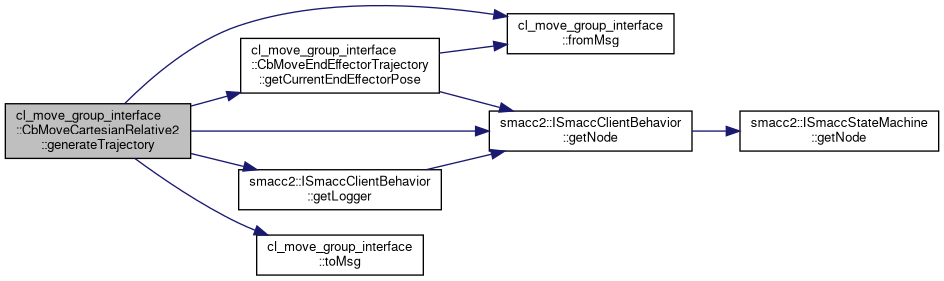 cl_move_group_interface
::CbMoveCartesianRelative2
::generateTrajectory
cl_move_group_interface
::fromMsg
cl_move_group_interface
::CbMoveEndEffectorTrajectory
::getCurrentEndEffectorPose
smacc2::ISmaccClientBehavior
::getNode
smacc2::ISmaccStateMachine
::getNode
smacc2::ISmaccClientBehavior
::getLogger
cl_move_group_interface
::toMsg